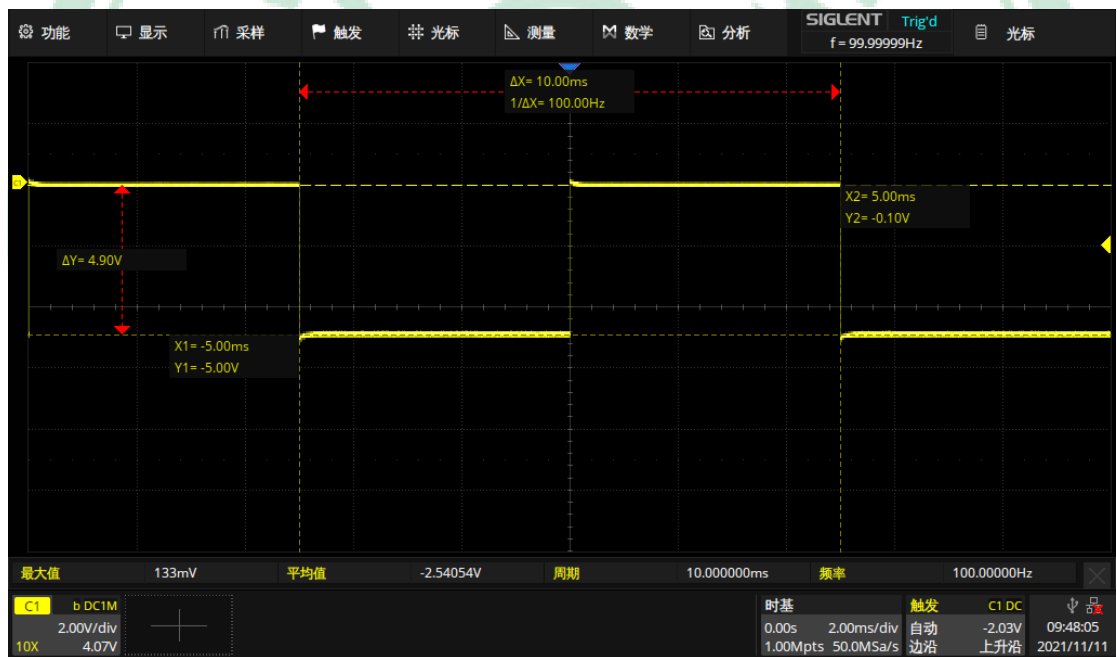 功能 显示 采样 触发 光标 测量 数学 分析 SIGLENT Trig'd 光标
f = 99.99999Hz
ΔX= 10.00ms
1/ΔX= 100.00Hz
C1
X2= 5.00ms
Y2= -0.10V
ΔY= 4.90V
X1= -5.00ms
Y1= -5.00V
最大值 133mV 平均值 -2.54054V 周期 10.000000ms 频率 100.00000Hz
C1 b DC1M 时基 触发 C1 DC
2.00V/div 0.00s 2.00ms/div 自动 -2.03V 09:48:05
10X 4.07V 1.00Mpts 50.0MSa/s 边沿 上升沿 2021/11/11